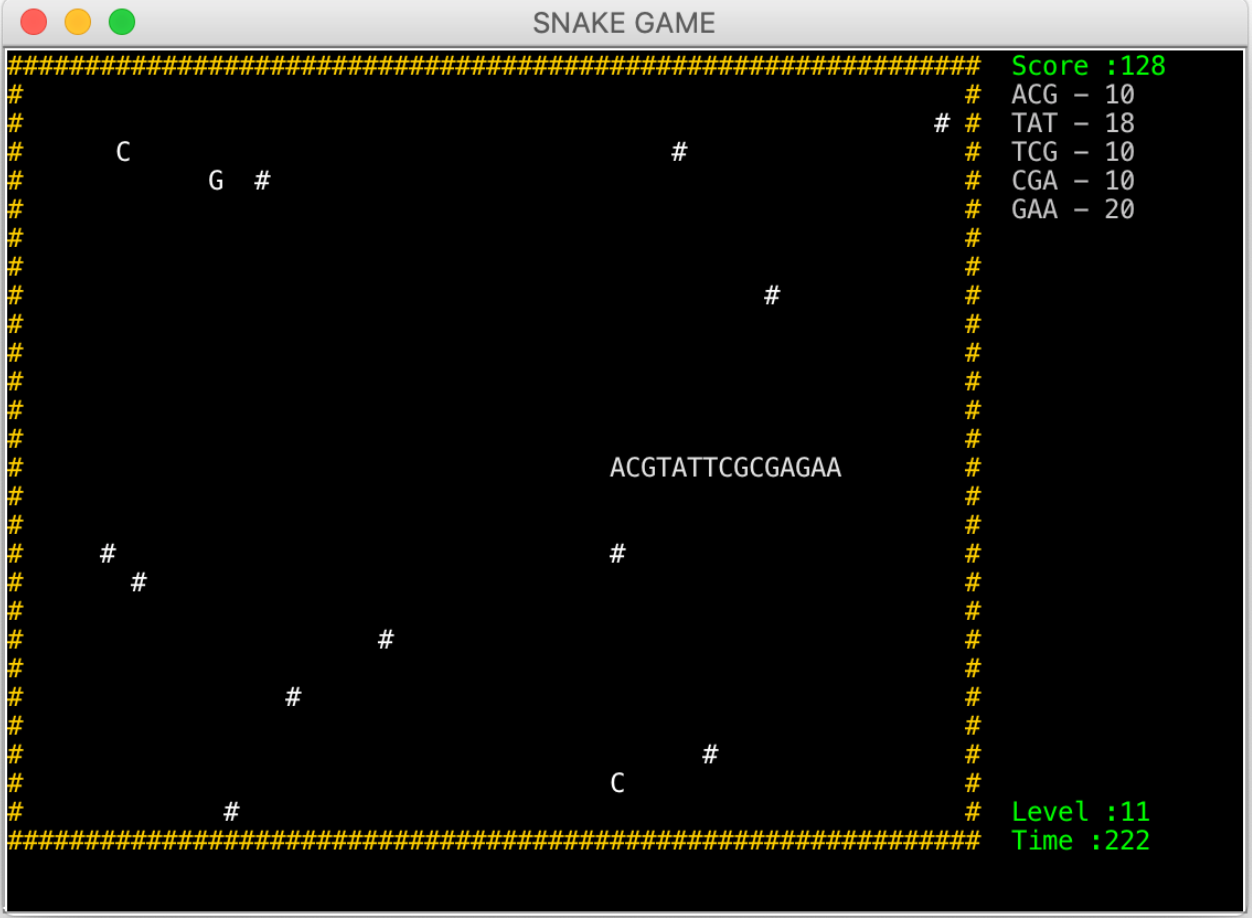 SNAKE GAME
###############################################################  Score :128
#                                                             #  ACG - 10
#                                                           # #  TAT - 18
#      C                                   #                  #  TCG - 10
#            G  #                                             #  CGA - 10
#                                                             #  GAA - 20
#                                                             #
#                                                             #
#                                                #            #
#                                                             #
#                                                             #
#                                                             #
#                                                             #
#                                                             #
#                                      ACGTATTCGCGAGAA        #
#                                                             #
#                                                             #
#     #                                #                      #
#       #                                                     #
#                                                             #
#                       #                                     #
#                                                             #
#                 #                                           #
#                                                             #
#                                            #                #
#                                      C                      #
#             #                                               #  Level :11
###############################################################  Time :222